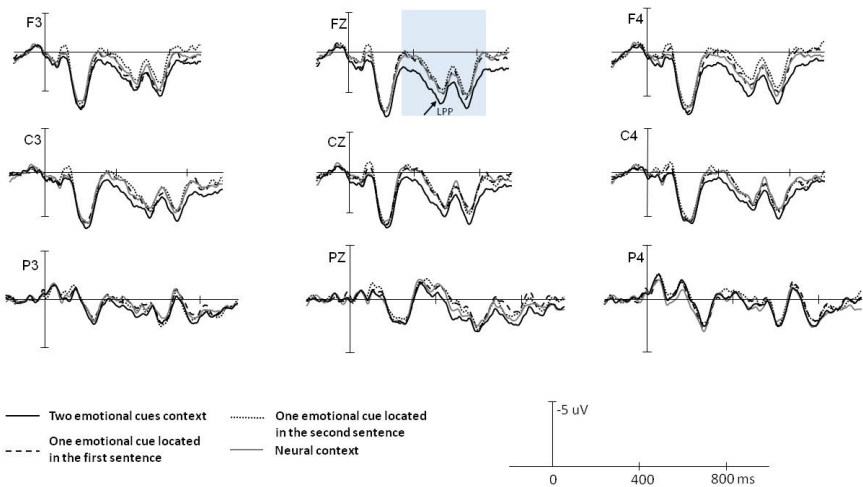 F3
FZ
F4
LPP
C3
CZ
C4
P3
PZ
P4
Two emotional cues context
One emotional cue located
in the first sentence
One emotional cue located
in the second sentence
Neural context
-5 uV
0
400
800 ms